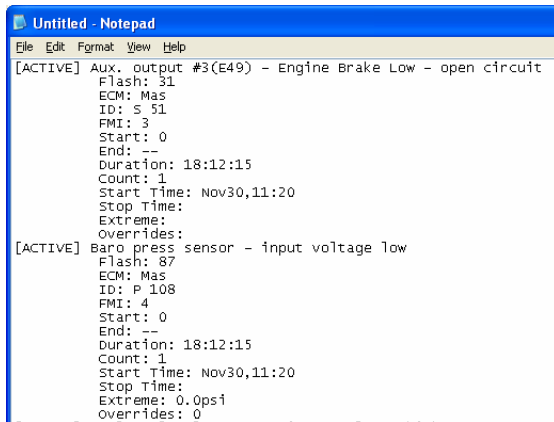 Untitled - Notepad
File Edit Format View Help
[ACTIVE] Aux. output #3(E49) - Engine Brake Low - open circuit
Flash: 31
ECM: Mas
ID: S 51
FMI: 3
Start: 0
End: --
Duration: 18:12:15
Count: 1
Start Time: Nov30,11:20
Stop Time:
Extreme:
Overrides:
[ACTIVE] Baro press sensor - input voltage low
Flash: 87
ECM: Mas
ID: P 108
FMI: 4
Start: 0
End: --
Duration: 18:12:15
Count: 1
Start Time: Nov30,11:20
Stop Time:
Extreme: 0.0psi
Overrides: 0